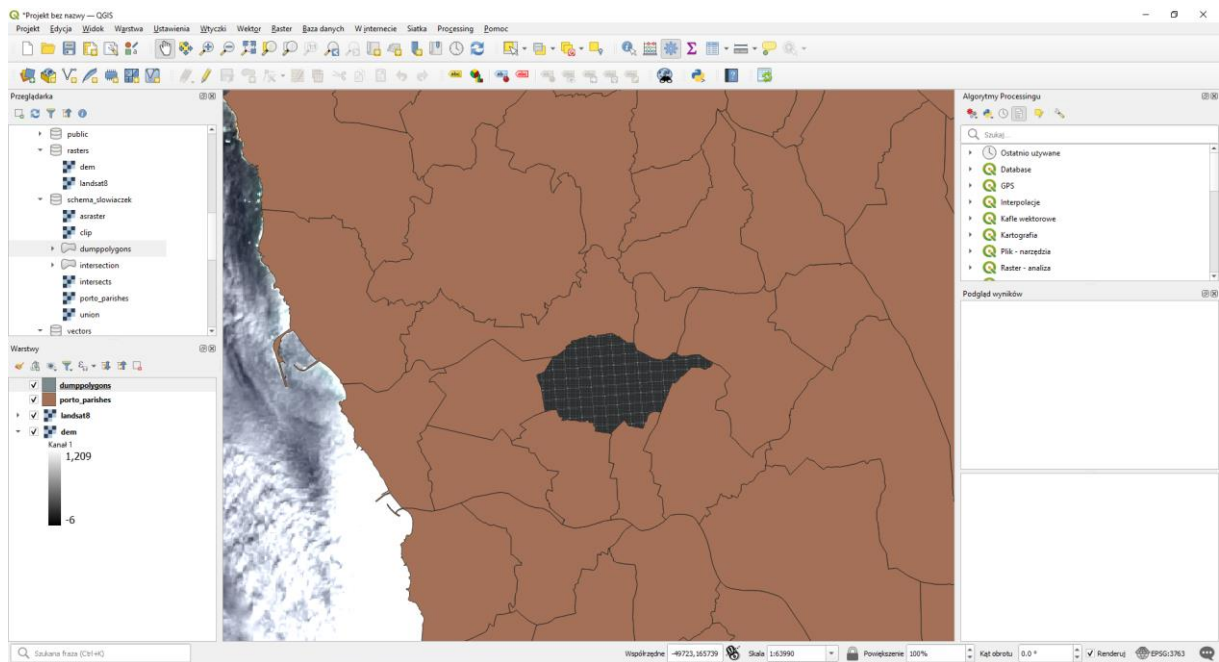 *Projekt bez nazwy — QGIS
Projekt Edycja Widok Warstwa Ustawienia Wtyczki Wektor Raster Baza danych W internecie Siatka Processing Pomoc
Przeglądarka
public
rasters
dem
landsat8
schema_slowiaczek
asraster
clip
dumppolygons
intersection
intersects
porto_parishes
union
vectors
Warstwy
dumppolygons
porto_parishes
landsat8
dem
Kanał 1
1,209
-6
Algorytmy Processingu
Szukaj...
Ostatnio używane
Database
GPS
Interpolacje
Kafle wektorowe
Kartografia
Plik - narzędzia
Raster - analiza
Podgląd wyników
Szukana fraza (Ctrl+K)
Współrzędne -49723,165739 Skala 1:63990 Powiększenie 100% Kąt obrotu 0.0 ° Renderuj EPSG:3763